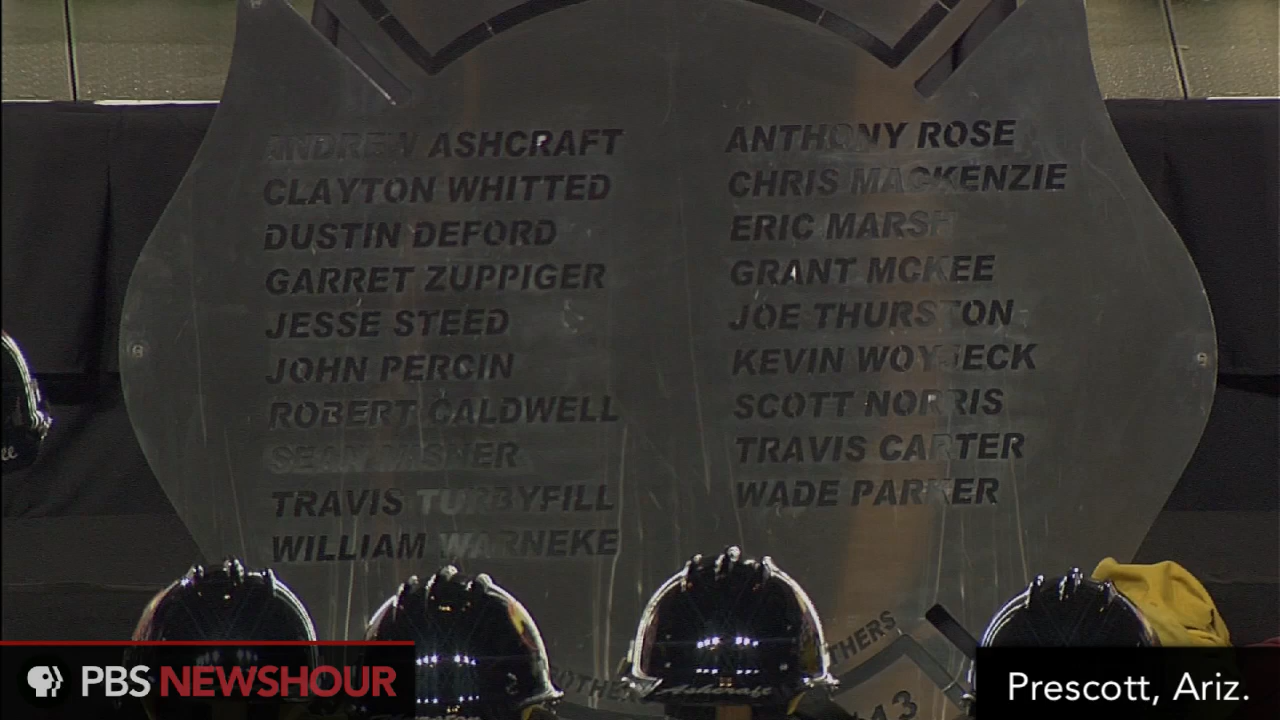 ANDREW ASHCRAFT
CLAYTON WHITTED
DUSTIN DEFORD
GARRET ZUPPIGER
JESSE STEED
JOHN PERCIN
ROBERT CALDWELL
SEAN MISNER
TRAVIS TURBYFILL
WILLIAM WARNEKE
ANTHONY ROSE
CHRIS MACKENZIE
ERIC MARSH
GRANT MCKEE
JOE THURSTON
KEVIN WOYJECK
SCOTT NORRIS
TRAVIS CARTER
WADE PARKER
Ashcraft
PBS NEWSHOUR
Prescott, Ariz.